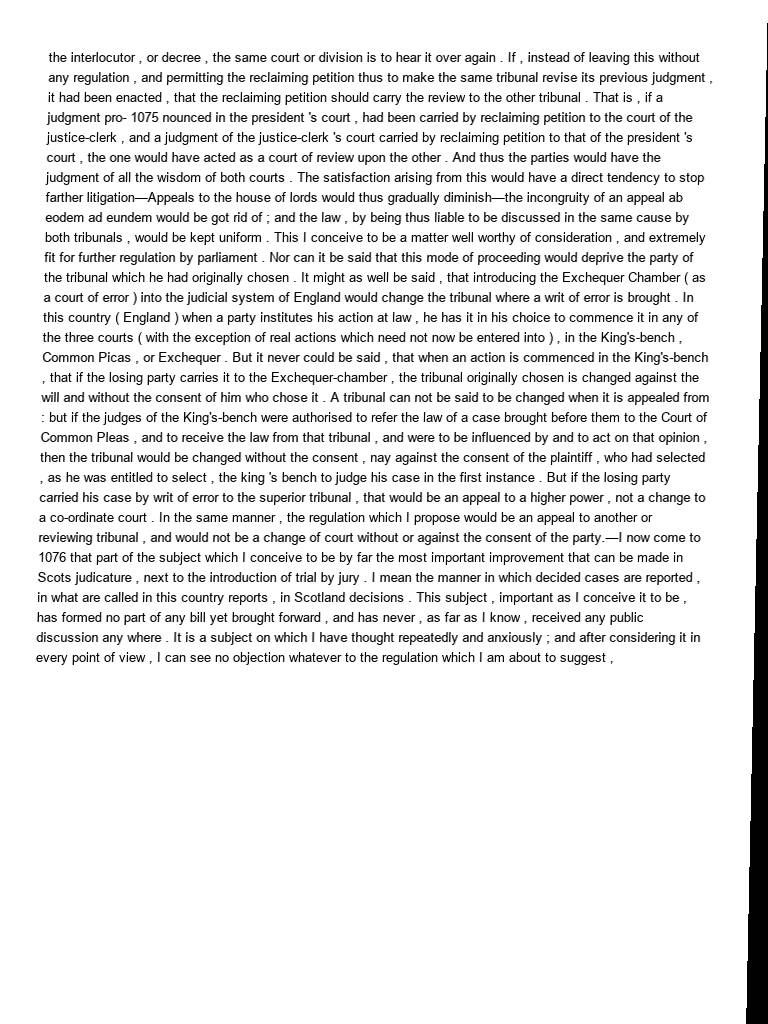 the interlocutor , or decree , the same court or division is to hear it over again . If , instead of leaving this without
any regulation , and permitting the reclaiming petition thus to make the same tribunal revise its previous judgment ,
it had been enacted , that the reclaiming petition should carry the review to the other tribunal . That is , if a
judgment pro- 1075 nounced in the president 's court , had been carried by reclaiming petition to the court of the
justice-clerk , and a judgment of the justice-clerk 's court carried by reclaiming petition to that of the president 's
court , the one would have acted as a court of review upon the other . And thus the parties would have the
judgment of all the wisdom of both courts . The satisfaction arising from this would have a direct tendency to stop
farther litigation—Appeals to the house of lords would thus gradually diminish—the incongruity of an appeal ab
eodem ad eundem would be got rid of ; and the law , by being thus liable to be discussed in the same cause by
both tribunals , would be kept uniform . This I conceive to be a matter well worthy of consideration , and extremely
fit for further regulation by parliament . Nor can it be said that this mode of proceeding would deprive the party of
the tribunal which he had originally chosen . It might as well be said , that introducing the Exchequer Chamber ( as
a court of error ) into the judicial system of England would change the tribunal where a writ of error is brought . In
this country ( England ) when a party institutes his action at law , he has it in his choice to commence it in any of
the three courts ( with the exception of real actions which need not now be entered into ) , in the King's-bench ,
Common Picas , or Exchequer . But it never could be said , that when an action is commenced in the King's-bench
, that if the losing party carries it to the Exchequer-chamber , the tribunal originally chosen is changed against the
will and without the consent of him who chose it . A tribunal can not be said to be changed when it is appealed from
: but if the judges of the King's-bench were authorised to refer the law of a case brought before them to the Court of
Common Pleas , and to receive the law from that tribunal , and were to be influenced by and to act on that opinion ,
then the tribunal would be changed without the consent , nay against the consent of the plaintiff , who had selected
, as he was entitled to select , the king 's bench to judge his case in the first instance . But if the losing party
carried his case by writ of error to the superior tribunal , that would be an appeal to a higher power , not a change to
a co-ordinate court . In the same manner , the regulation which I propose would be an appeal to another or
reviewing tribunal , and would not be a change of court without or against the consent of the party.—I now come to
1076 that part of the subject which I conceive to be by far the most important improvement that can be made in
Scots judicature , next to the introduction of trial by jury . I mean the manner in which decided cases are reported ,
in what are called in this country reports , in Scotland decisions . This subject , important as I conceive it to be ,
has formed no part of any bill yet brought forward , and has never , as far as I know , received any public
discussion any where . It is a subject on which I have thought repeatedly and anxiously ; and after considering it in
every point of view , I can see no objection whatever to the regulation which I am about to suggest ,